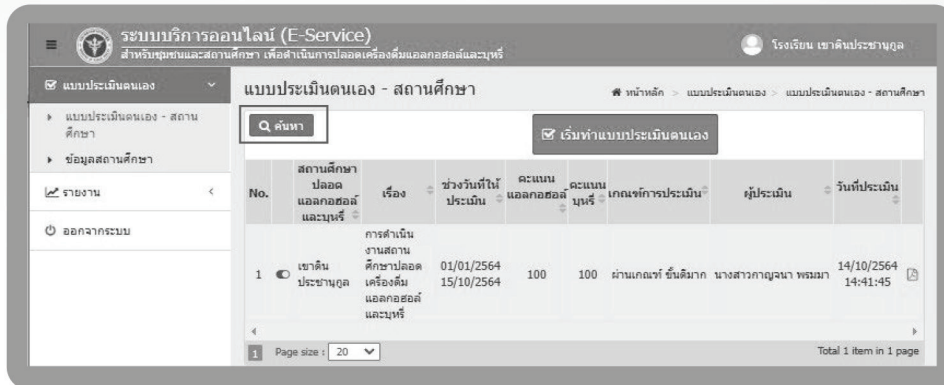 ระบบบริการออนไลน์ (E-Service)
สำหรับชุมชนและสถานศึกษา เพื่อดำเนินการปลอดเครื่องดื่มแอลกอฮอล์และบุหรี่
โรงเรียน เขาดินประชานุกูล
แบบประเมินตนเอง
แบบประเมินตนเอง - สถาน
ศึกษา
ข้อมูลสถานศึกษา
รายงาน
ออกจากระบบ
แบบประเมินตนเอง - สถานศึกษา
หน้าหลัก > แบบประเมินตนเอง > แบบประเมินตนเอง - สถานศึกษา
ค้นหา
เริ่มทำแบบประเมินตนเอง
No.
สถานศึกษา
ปลอด
แอลกอฮอล์
และบุหรี่
เรื่อง
ช่วงวันที่ให้
ประเมิน
คะแนน
แอลกอฮอล์
คะแนน
บุหรี่
เกณฑ์การประเมิน
ผู้ประเมิน
วันที่ประเมิน
1
เขาดิน
ประชานุกูล
การดำเนิน
งานสถาน
ศึกษาปลอด
เครื่องดื่ม
แอลกอฮอล์
และบุหรี่
01/01/2564
15/10/2564
100
100
ผ่านเกณฑ์ ขั้นดีมาก
นางสาวกาญจนา พรมมา
14/10/2564
14:41:45
1 Page size : 20
Total 1 item in 1 page